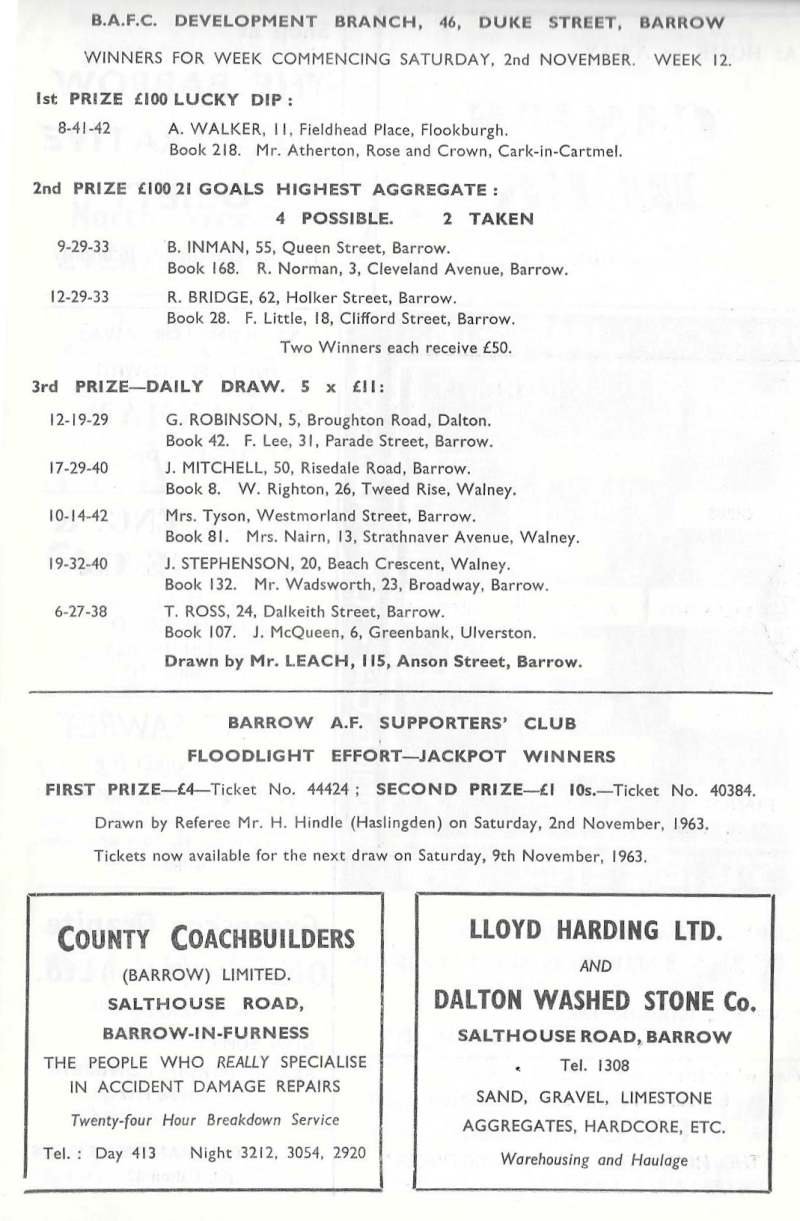 B.A.F.C. DEVELOPMENT BRANCH, 46, DUKE STREET, BARROW
WINNERS FOR WEEK COMMENCING SATURDAY, 2nd NOVEMBER. WEEK 12.
1st PRIZE £100 LUCKY DIP :
8-41-42 A. WALKER, 11, Fieldhead Place, Flookburgh.
Book 218. Mr. Atherton, Rose and Crown, Cark-in-Cartmel.
2nd PRIZE £100 21 GOALS HIGHEST AGGREGATE :
4 POSSIBLE. 2 TAKEN
9-29-33 B. INMAN, 55, Queen Street, Barrow.
Book 168. R. Norman, 3, Cleveland Avenue, Barrow.
12-29-33 R. BRIDGE, 62, Holker Street, Barrow.
Book 28. F. Little, 18, Clifford Street, Barrow.
Two Winners each receive £50.
3rd PRIZE—DAILY DRAW. 5 x £11:
12-19-29 G. ROBINSON, 5, Broughton Road, Dalton.
Book 42. F. Lee, 31, Parade Street, Barrow.
17-29-40 J. MITCHELL, 50, Risedale Road, Barrow.
Book 8. W. Righton, 26, Tweed Rise, Walney.
10-14-42 Mrs. Tyson, Westmorland Street, Barrow.
Book 81. Mrs. Nairn, 13, Strathnaver Avenue, Walney.
19-32-40 J. STEPHENSON, 20, Beach Crescent, Walney.
Book 132. Mr. Wadsworth, 23, Broadway, Barrow.
6-27-38 T. ROSS, 24, Dalkeith Street, Barrow.
Book 107. J. McQueen, 6, Greenbank, Ulverston.
Drawn by Mr. LEACH, 115, Anson Street, Barrow.
BARROW A.F. SUPPORTERS' CLUB
FLOODLIGHT EFFORT—JACKPOT WINNERS
FIRST PRIZE—£4—Ticket No. 44424 ; SECOND PRIZE—£1 10s.—Ticket No. 40384.
Drawn by Referee Mr. H. Hindle (Haslingden) on Saturday, 2nd November, 1963.
Tickets now available for the next draw on Saturday, 9th November, 1963.
COUNTY COACHBUILDERS
(BARROW) LIMITED.
SALTHOUSE ROAD,
BARROW-IN-FURNESS
THE PEOPLE WHO REALLY SPECIALISE
IN ACCIDENT DAMAGE REPAIRS
Twenty-four Hour Breakdown Service
Tel. : Day 413 Night 3212, 3054, 2920
LLOYD HARDING LTD.
AND
DALTON WASHED STONE Co.
SALTHOUSE ROAD, BARROW
Tel. 1308
SAND, GRAVEL, LIMESTONE
AGGREGATES, HARDCORE, ETC.
Warehousing and Haulage